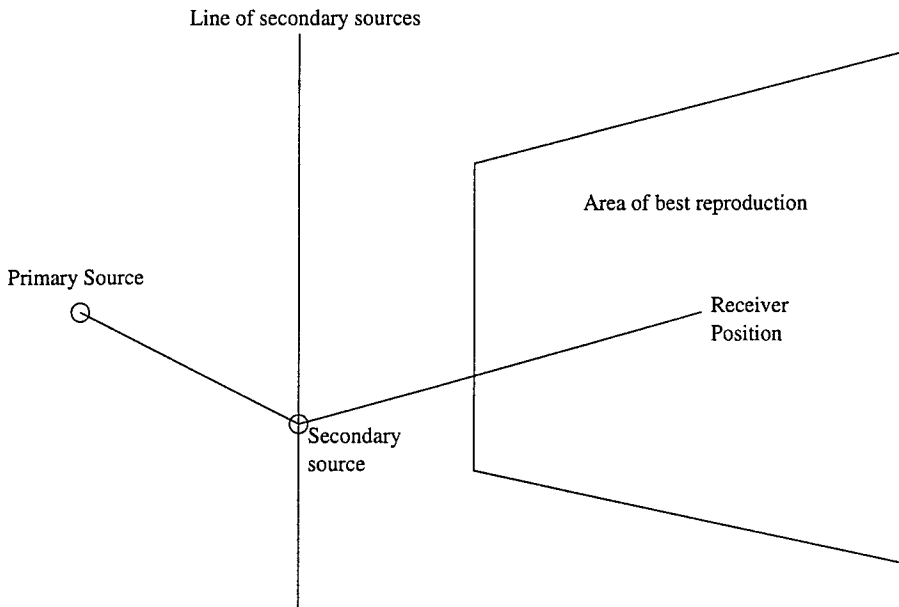 Line of secondary sources
Area of best reproduction
Primary Source
Receiver
Position
Secondary
source